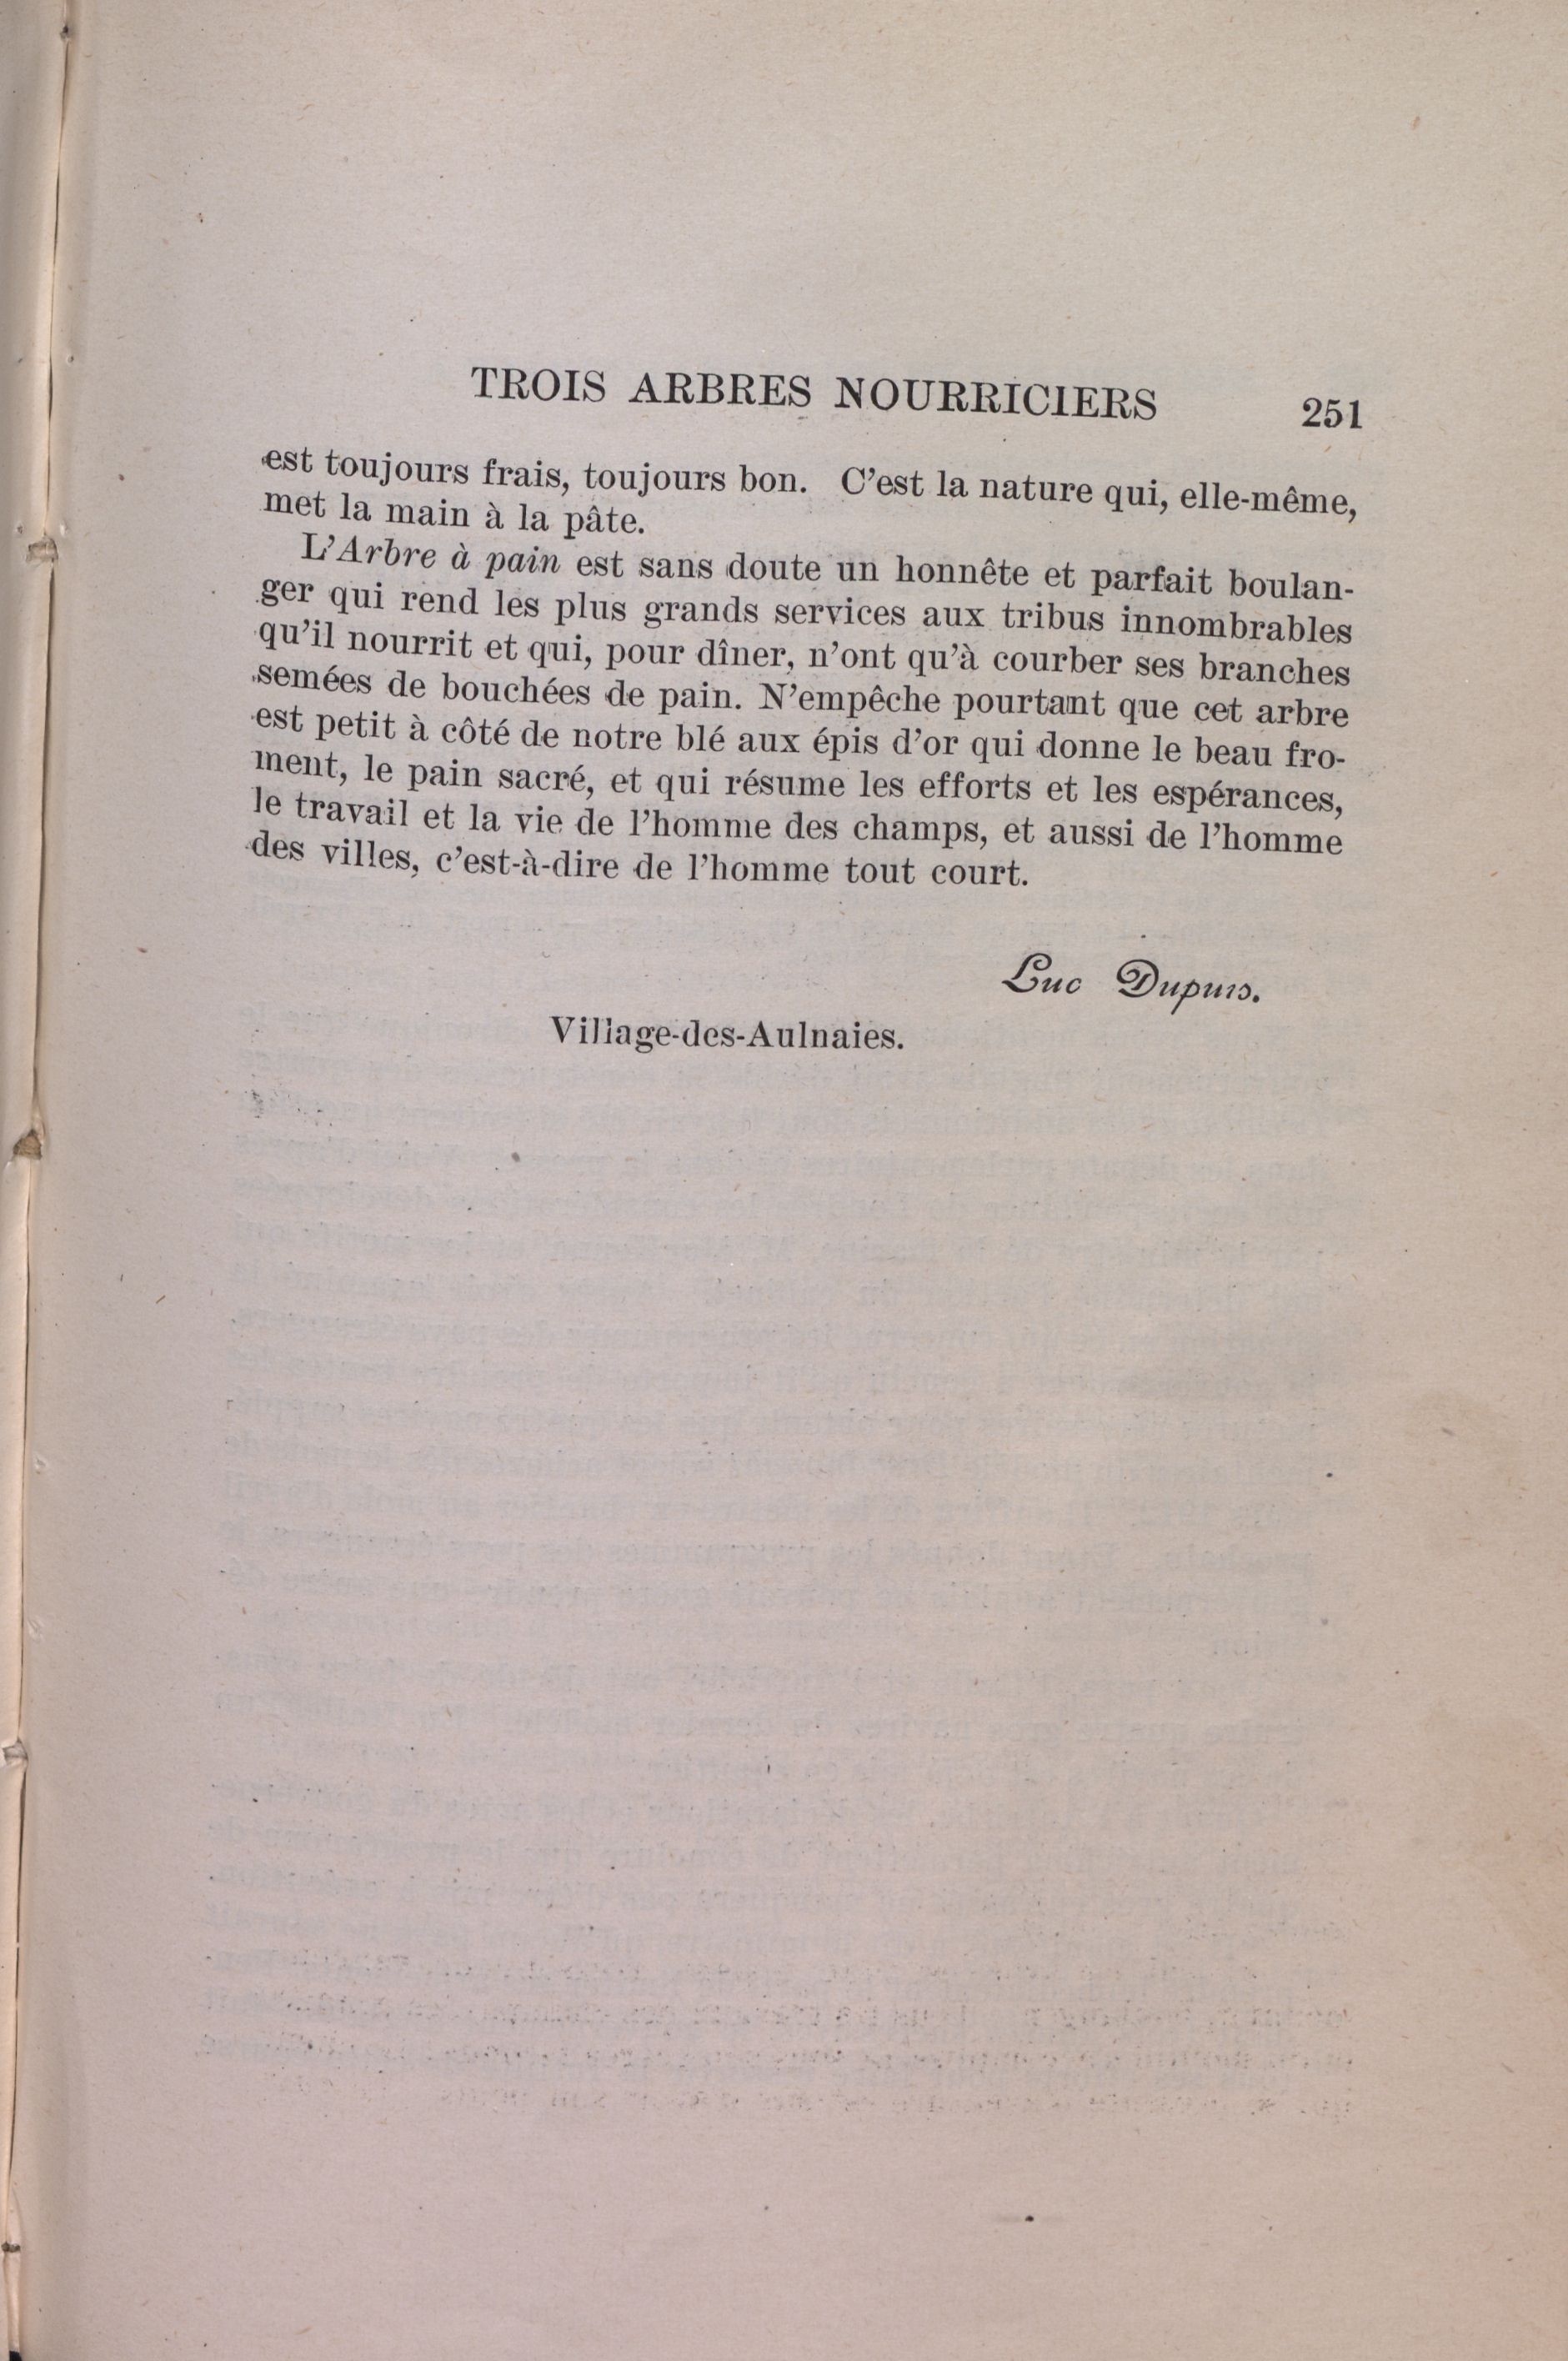 TROIS ARBRES NOURRICIERS 251
est toujours frais, toujours bon. C'est la nature qui, elle-même,
met la main à la pâte.
L'Arbre à pain est sans doute un honnête et parfait boulan-
ger qui rend les plus grands services aux tribus innombrables
qu'il nourrit et qui, pour dîner, n'ont qu'à courber ses branches
semées de bouchées de pain. N'empêche pourtant que cet arbre
est petit à côté de notre blé aux épis d'or qui donne le beau fro-
ment, le pain sacré, et qui résume les efforts et les espérances,
le travail et la vie de l'homme des champs, et aussi de l'homme
des villes, c'est-à-dire de l'homme tout court.
Luc Dupuis.
Village-des-Aulnaies.